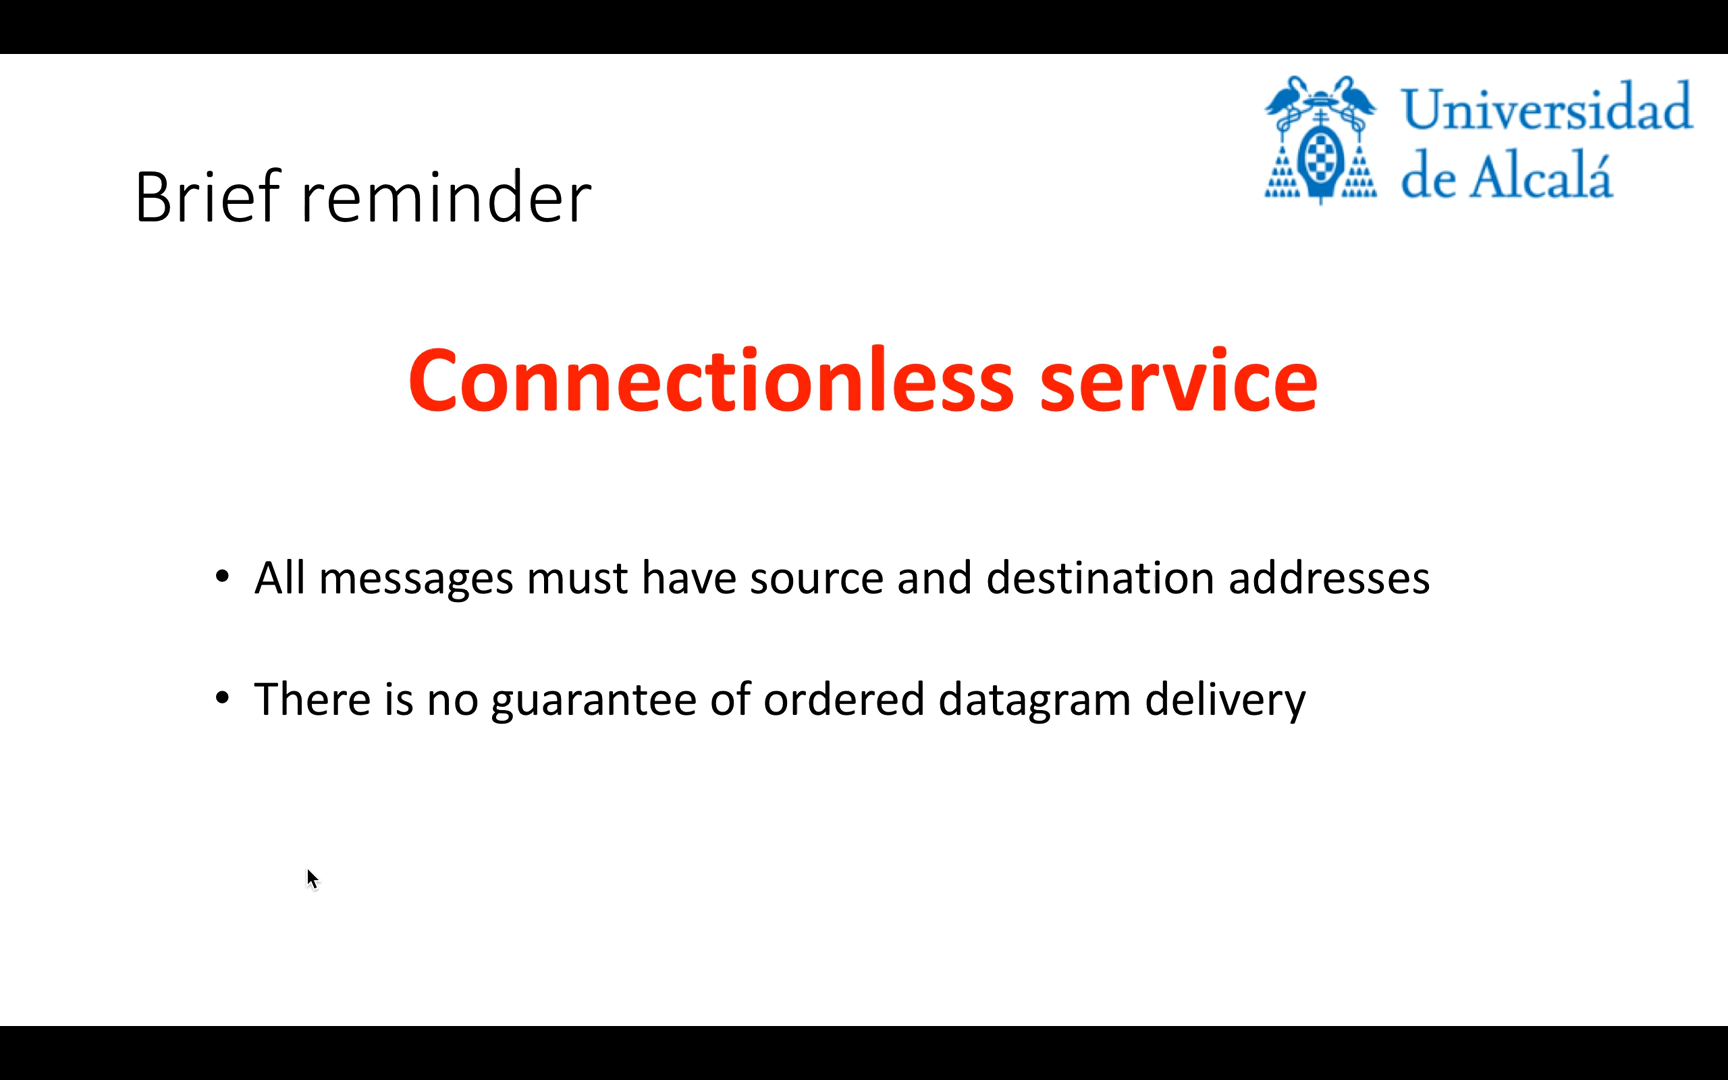 Universidad
de Alcalá
Brief reminder
Connectionless service
• All messages must have source and destination addresses
• There is no guarantee of ordered datagram delivery